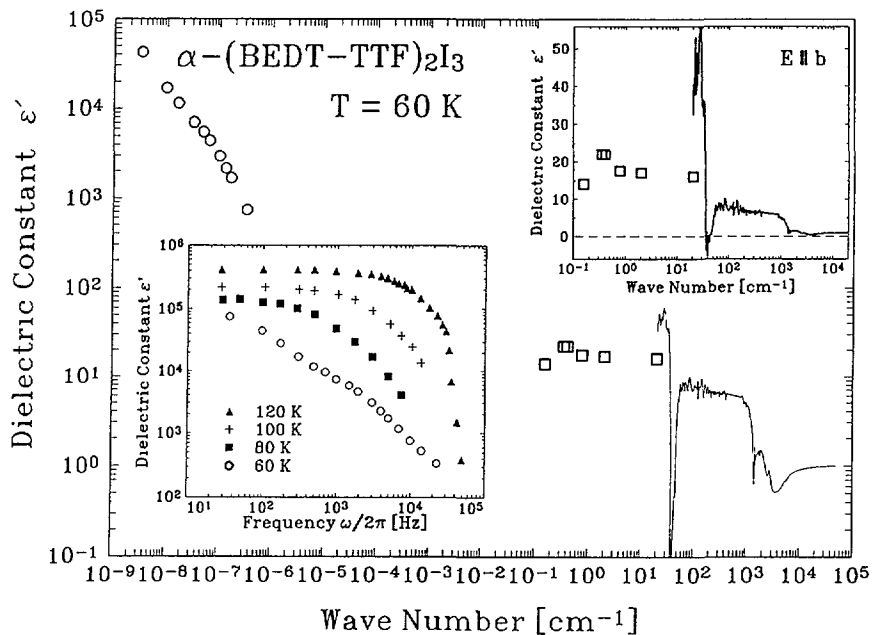 α-(BEDT-TTF)₂I₃
T = 60 K
Dielectric Constant ε′
10⁵
10⁴
10³
10²
10¹
10⁰
10⁻¹
10⁻⁹ 10⁻⁸ 10⁻⁷ 10⁻⁶ 10⁻⁵ 10⁻⁴ 10⁻³ 10⁻² 10⁻¹ 10⁰ 10¹ 10² 10³ 10⁴ 10⁵
Wave Number [cm⁻¹]
E∥b
Dielectric Constant ε′
50
40
30
20
10
0
10⁻¹ 10⁰ 10¹ 10² 10³ 10⁴
Wave Number [cm⁻¹]
Dielectric Constant ε′
10⁶
10⁵
10⁴
10³
10²
120 K
100 K
80 K
60 K
10¹ 10² 10³ 10⁴ 10⁵
Frequency ω/2π [Hz]